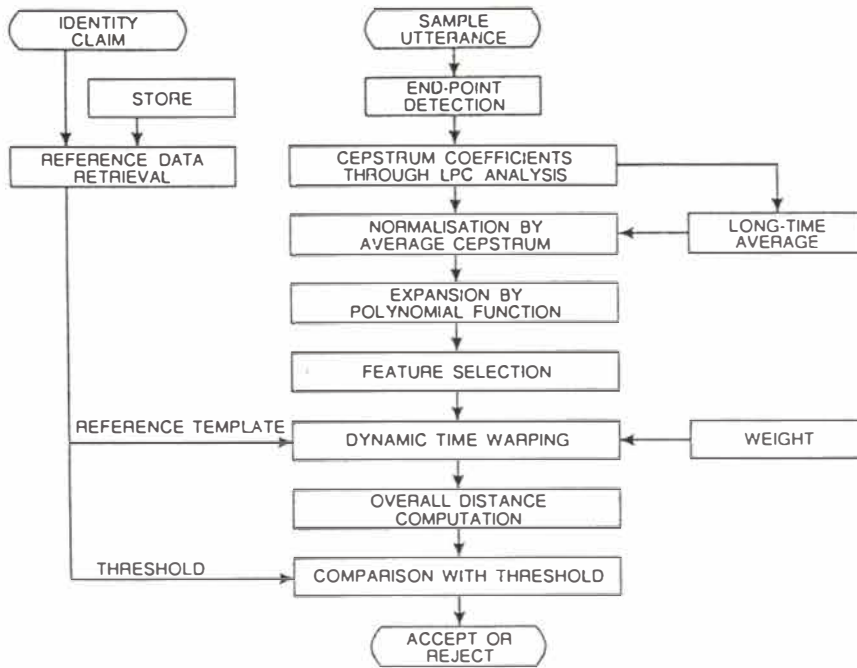 IDENTITY
CLAIM
SAMPLE
UTTERANCE
STORE
END-POINT
DETECTION
REFERENCE DATA
RETRIEVAL
CEPSTRUM COEFFICIENTS
THROUGH LPC ANALYSIS
NORMALISATION BY
AVERAGE CEPSTRUM
LONG-TIME
AVERAGE
EXPANSION BY
POLYNOMIAL FUNCTION
FEATURE SELECTION
REFERENCE TEMPLATE
DYNAMIC TIME WARPING
WEIGHT
OVERALL DISTANCE
COMPUTATION
THRESHOLD
COMPARISON WITH THRESHOLD
ACCEPT OR
REJECT